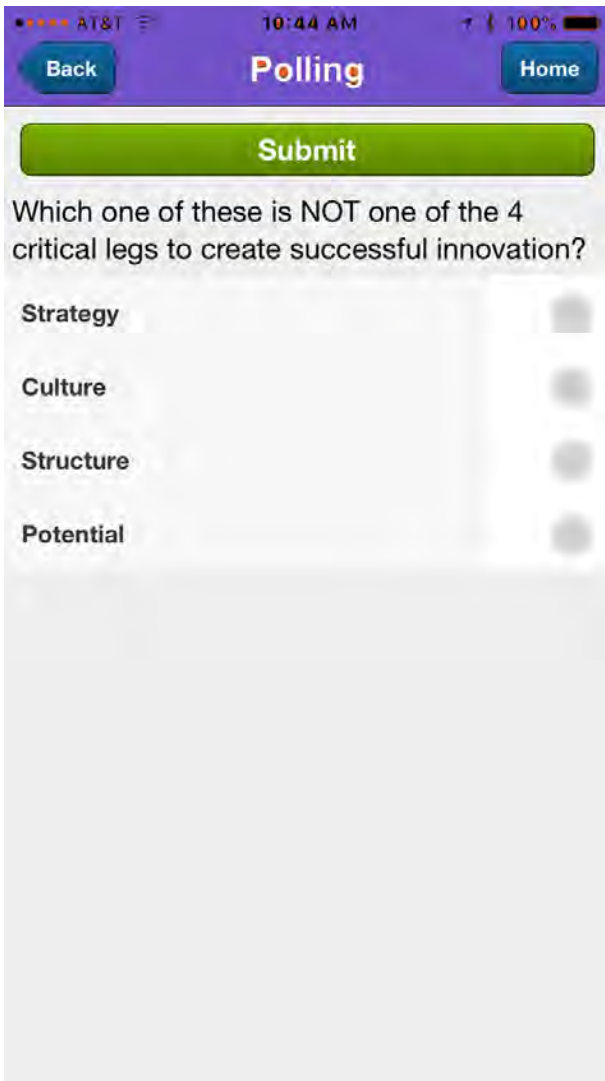 AT&T 10:44 AM 100%
Back Polling Home
Submit
Which one of these is NOT one of the 4
critical legs to create successful innovation?
Strategy
Culture
Structure
Potential